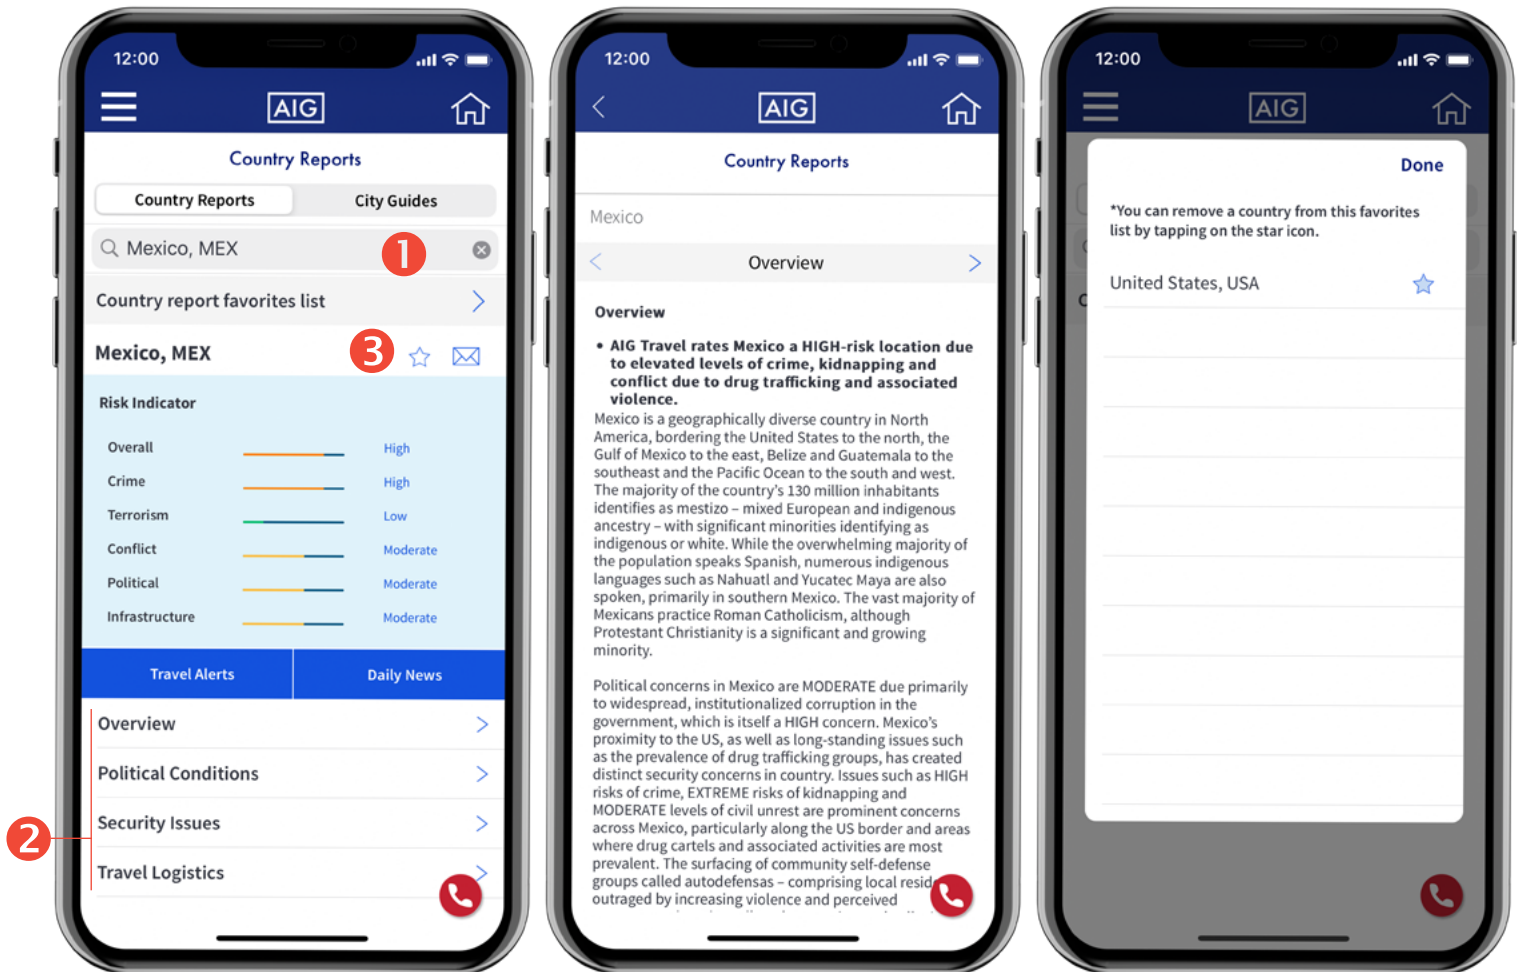 12:00
AIG
Country Reports
Country Reports
City Guides
Mexico, MEX
1
Country report favorites list
Mexico, MEX
3
Risk Indicator
Overall
High
Crime
High
Terrorism
Low
Conflict
Moderate
Political
Moderate
Infrastructure
Moderate
Travel Alerts
Daily News
Overview
Political Conditions
Security Issues
2
Travel Logistics
12:00
AIG
Country Reports
Mexico
Overview
Overview
• AIG Travel rates Mexico a HIGH-risk location due
to elevated levels of crime, kidnapping and
conflict due to drug trafficking and associated
violence.
Mexico is a geographically diverse country in North
America, bordering the United States to the north, the
Gulf of Mexico to the east, Belize and Guatemala to the
southeast and the Pacific Ocean to the south and west.
The majority of the country's 130 million inhabitants
identifies as mestizo – mixed European and indigenous
ancestry – with significant minorities identifying as
indigenous or white. While the overwhelming majority of
the population speaks Spanish, numerous indigenous
languages such as Nahuatl and Yucatec Maya are also
spoken, primarily in southern Mexico. The vast majority of
Mexicans practice Roman Catholicism, although
Protestant Christianity is a significant and growing
minority.
Political concerns in Mexico are MODERATE due primarily
to widespread, institutionalized corruption in the
government, which is itself a HIGH concern. Mexico's
proximity to the US, as well as long-standing issues such
as the prevalence of drug trafficking groups, has created
distinct security concerns in country. Issues such as HIGH
risks of crime, EXTREME risks of kidnapping and
MODERATE levels of civil unrest are prominent concerns
across Mexico, particularly along the US border and areas
where drug cartels and associated activities are most
prevalent. The surfacing of community self-defense
groups called autodefensas – comprising local
outraged by increasing violence and perceived
12:00
AIG
Done
*You can remove a country from this favorites
list by tapping on the star icon.
United States, USA